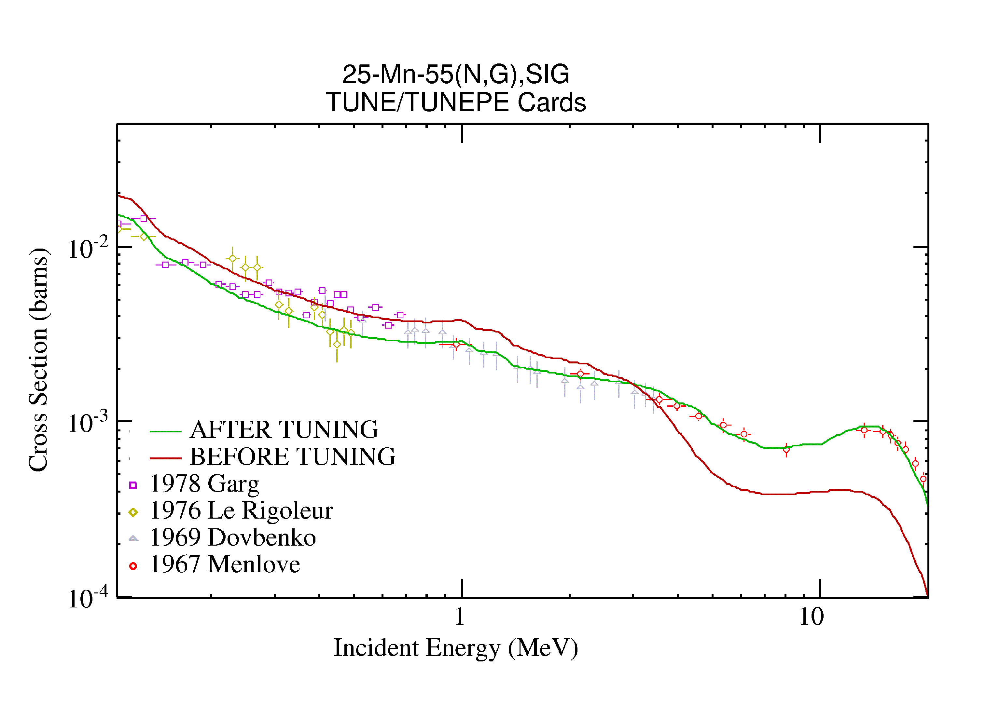 25-Mn-55(N,G),SIG
TUNE/TUNEPE Cards
Cross Section (barns)
10-2
10-3
10-4
AFTER TUNING
BEFORE TUNING
1978 Garg
1976 Le Rigoleur
1969 Dovbenko
1967 Menlove
1 10
Incident Energy (MeV)